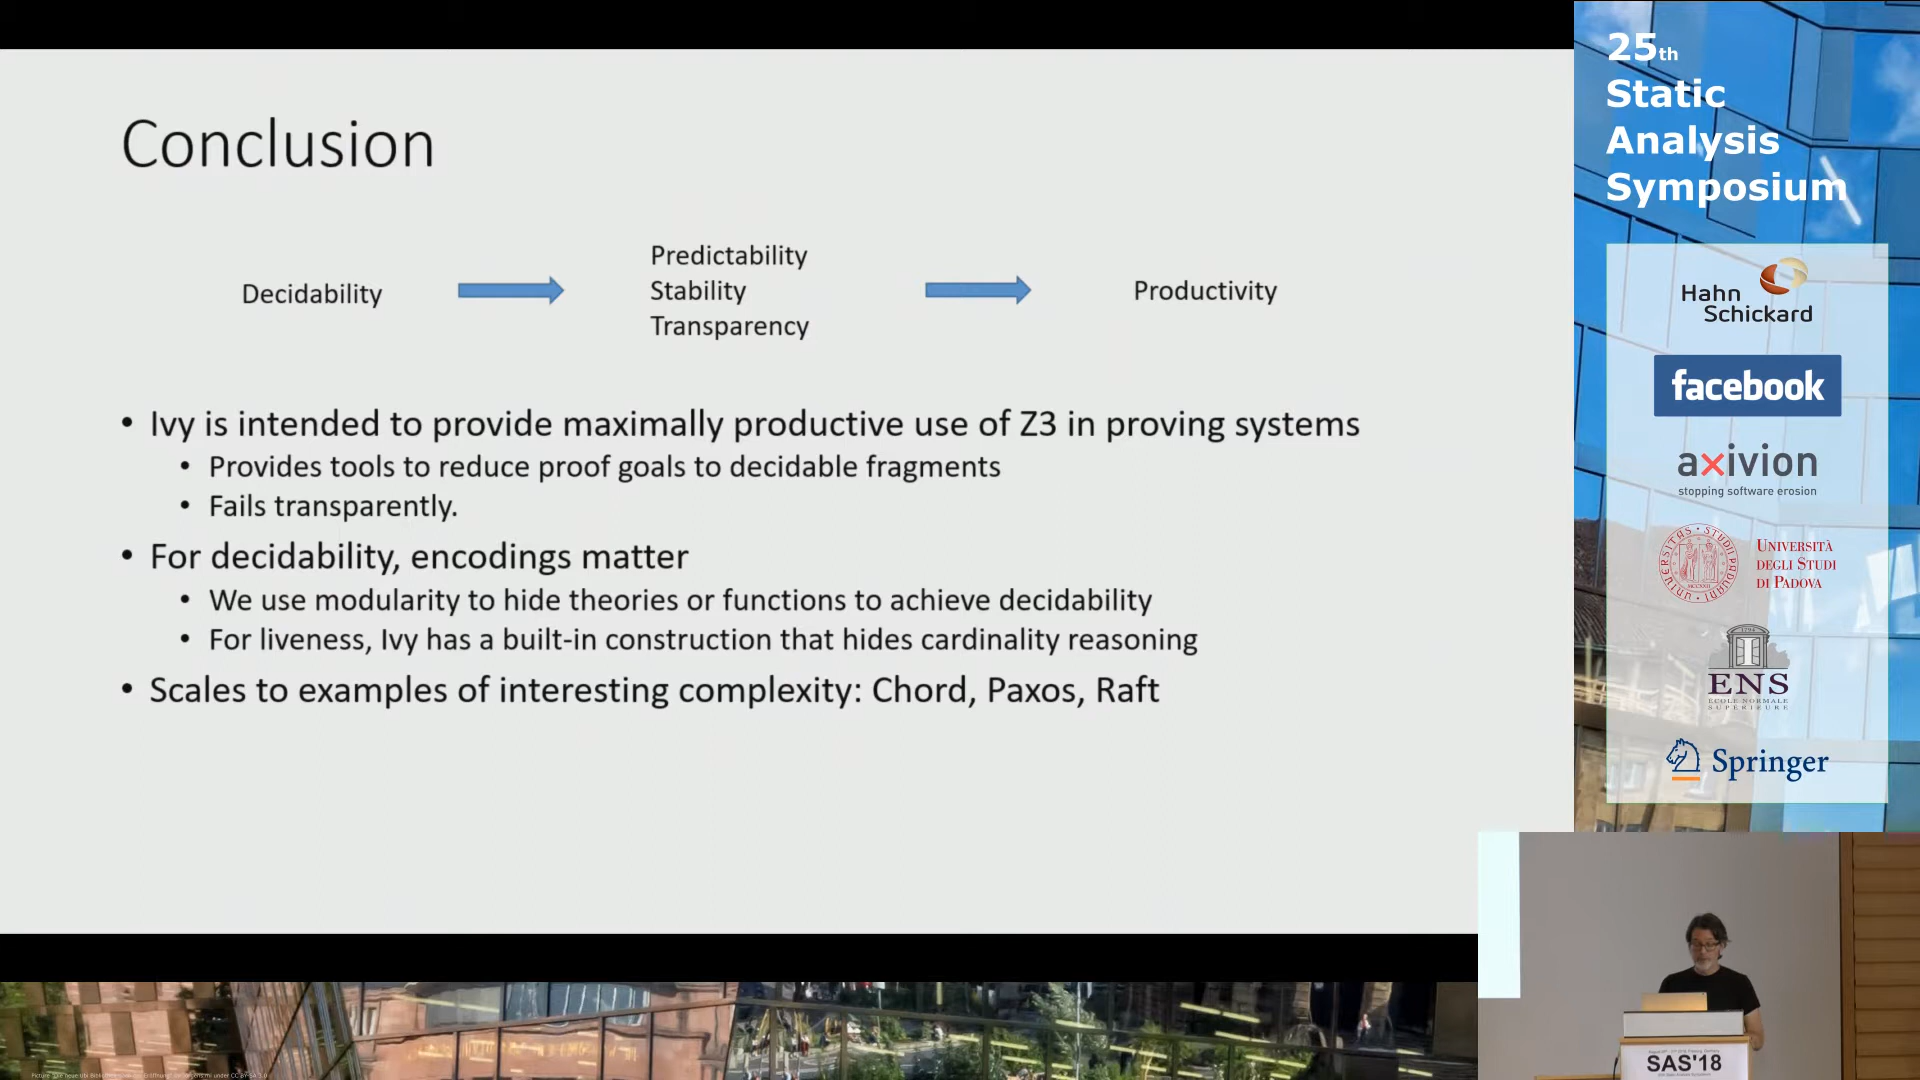 Conclusion
Decidability
Predictability
Stability
Transparency
Productivity
• Ivy is intended to provide maximally productive use of Z3 in proving systems
• Provides tools to reduce proof goals to decidable fragments
• Fails transparently.
• For decidability, encodings matter
• We use modularity to hide theories or functions to achieve decidability
• For liveness, Ivy has a built-in construction that hides cardinality reasoning
• Scales to examples of interesting complexity: Chord, Paxos, Raft
25th
Static
Analysis
Symposium
Hahn
Schickard
facebook
axivion
stopping software erosion
UNIVERSITÀ
DEGLI STUDI
DI PADOVA
ENS
ECOLE NORMALE
SUPERIEURE
Springer
SAS'18